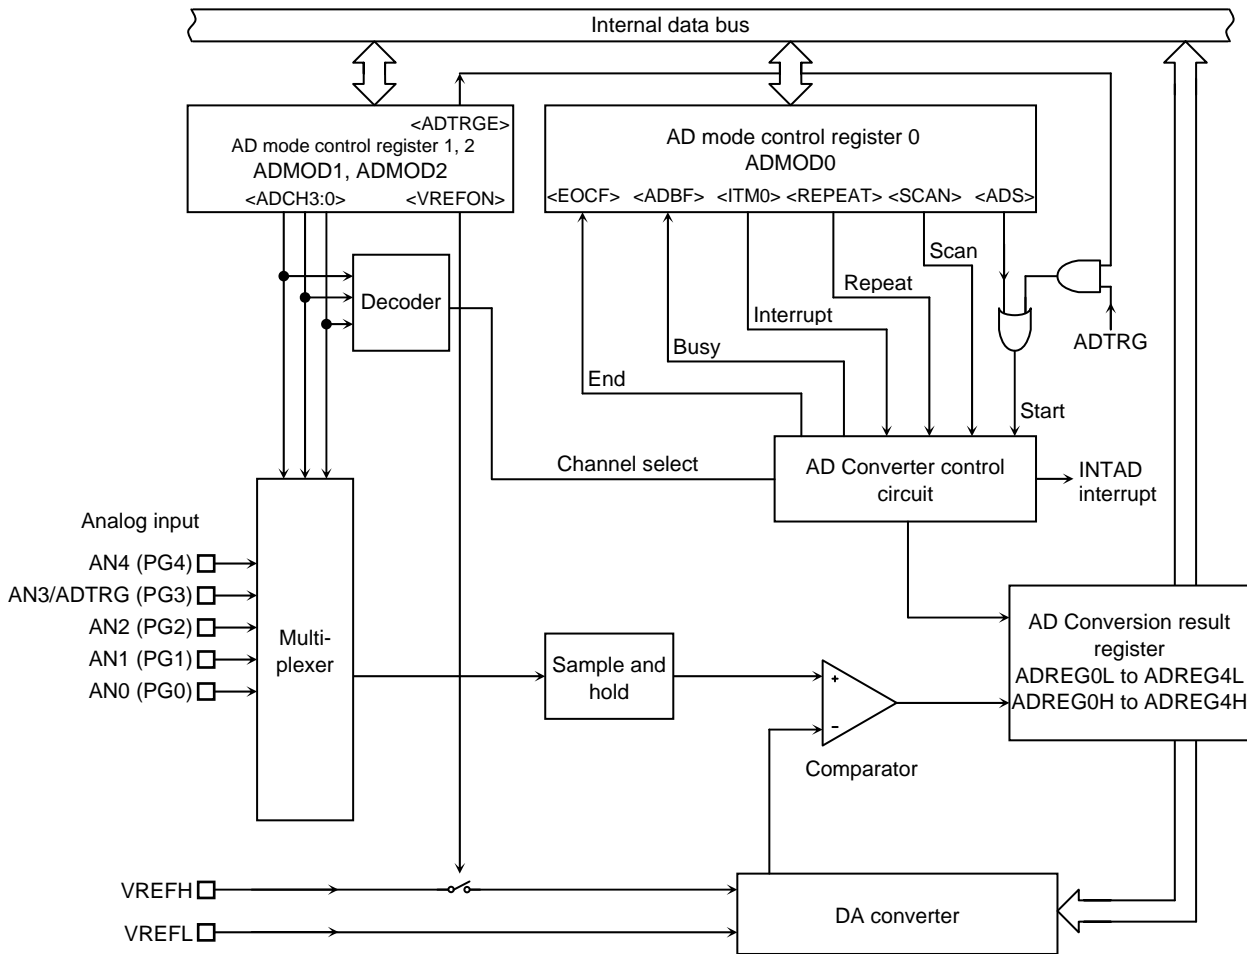 Internal data bus
<ADTRGE>
AD mode control register 1, 2
ADMOD1, ADMOD2
<ADCH3:0>
<VREFON>
AD mode control register 0
ADMOD0
<EOCF>
<ADBF>
<ITM0>
<REPEAT>
<SCAN>
<ADS>
Decoder
Scan
Repeat
Interrupt
Busy
End
ADTRG
Start
Channel select
AD Converter control
circuit
INTAD
interrupt
Analog input
AN4 (PG4)
AN3/ADTRG (PG3)
AN2 (PG2)
AN1 (PG1)
AN0 (PG0)
Multi-
plexer
Sample and
hold
+
−
Comparator
AD Conversion result
register
ADREG0L to ADREG4L
ADREG0H to ADREG4H
VREFH
VREFL
DA converter